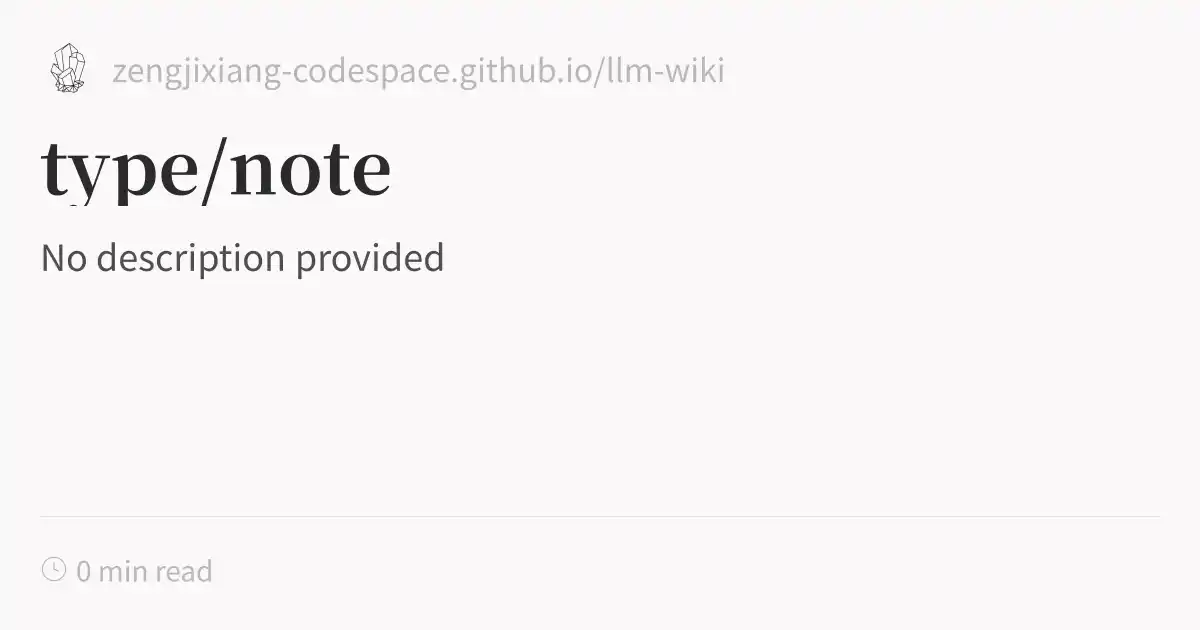 zengjixiang-codespace.github.io/llm-wiki
type/note
No description provided
0 min read